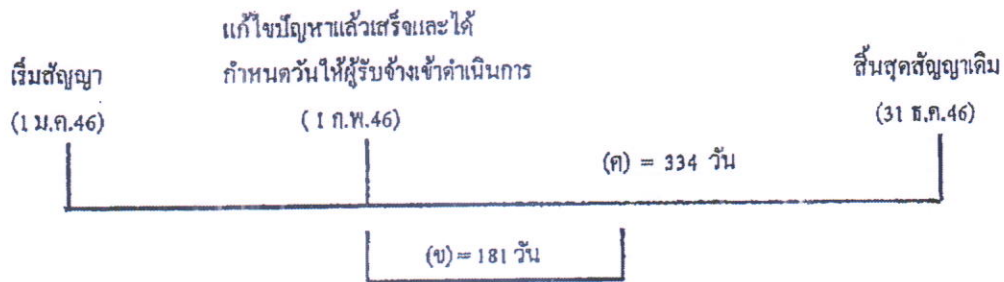 แก้ไขปัญหาแล้วเสร็จและได้
เริ่มสัญญา
กำหนดวันให้ผู้รับจ้างเข้าดำเนินการ
สิ้นสุดสัญญาเดิม
(1 ม.ค.46)
( 1 ก.พ.46)
(31 ธ.ค.46)
(ค) = 334 วัน
(ข) = 181 วัน